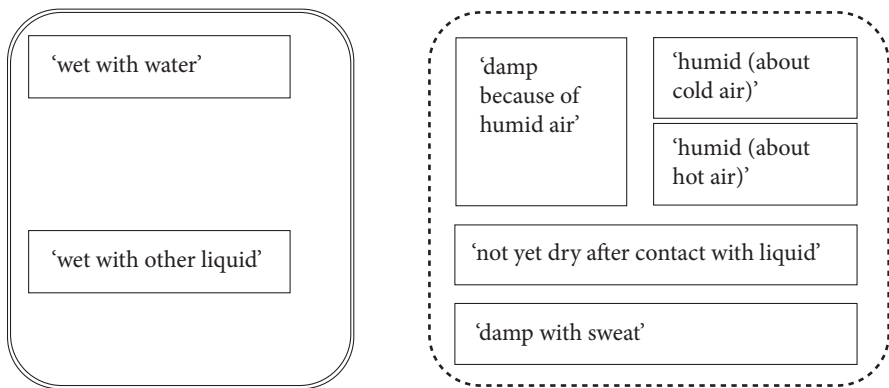 ‘wet with water’
‘wet with other liquid’
‘damp
because of
humid air’
‘humid (about
cold air)’
‘humid (about
hot air)’
‘not yet dry after contact with liquid’
‘damp with sweat’